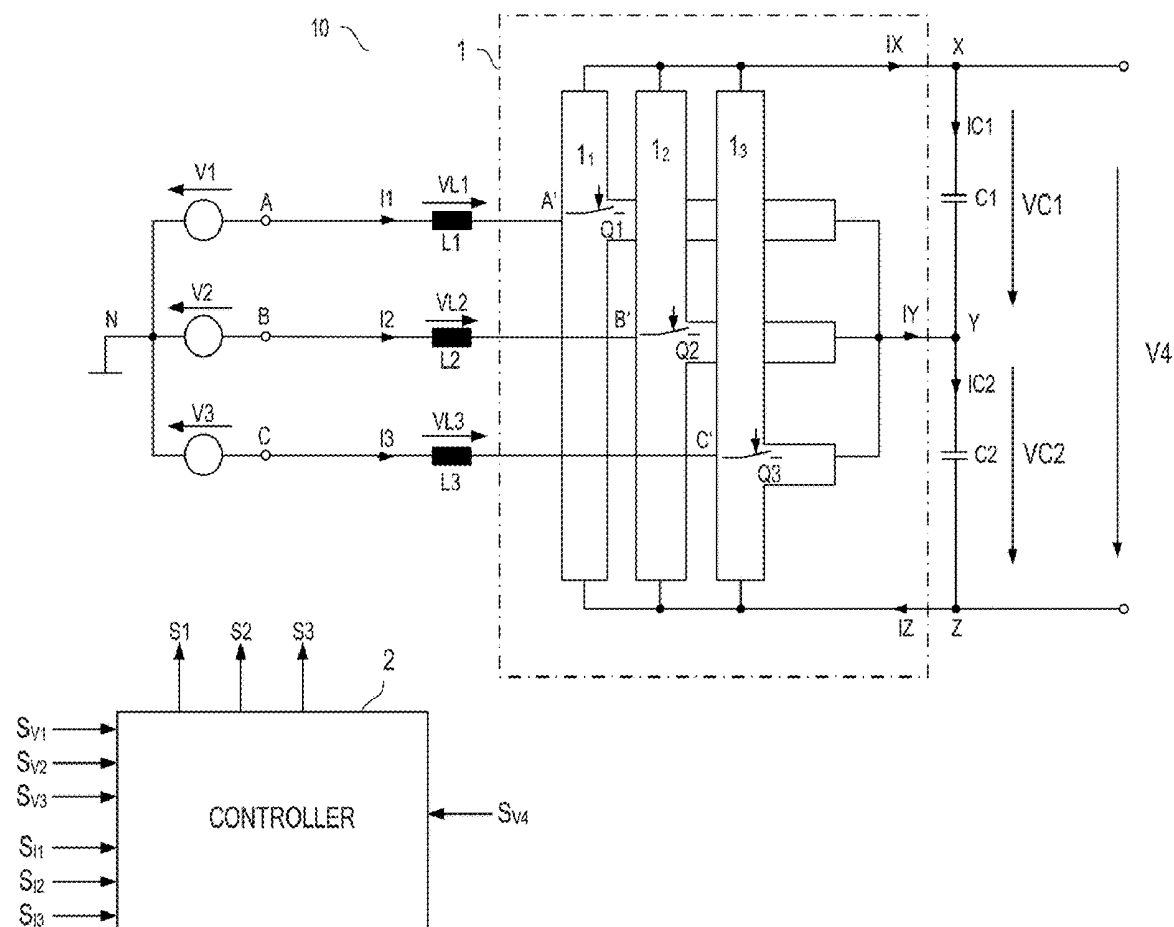 10
1
IX
X
IC1
1₁
1₂
1₃
V1
A
I1
VL1
A'
Q1
C1
VC1
L1
V2
N
B
I2
VL2
B'
Q2
IY
Y
V4
L2
IC2
V3
C
I3
VL3
C'
Q3
C2
VC2
L3
IZ
Z
S1
S2
S3
2
SV1
SV2
SV3
CONTROLLER
SV4
SI1
SI2
SI3